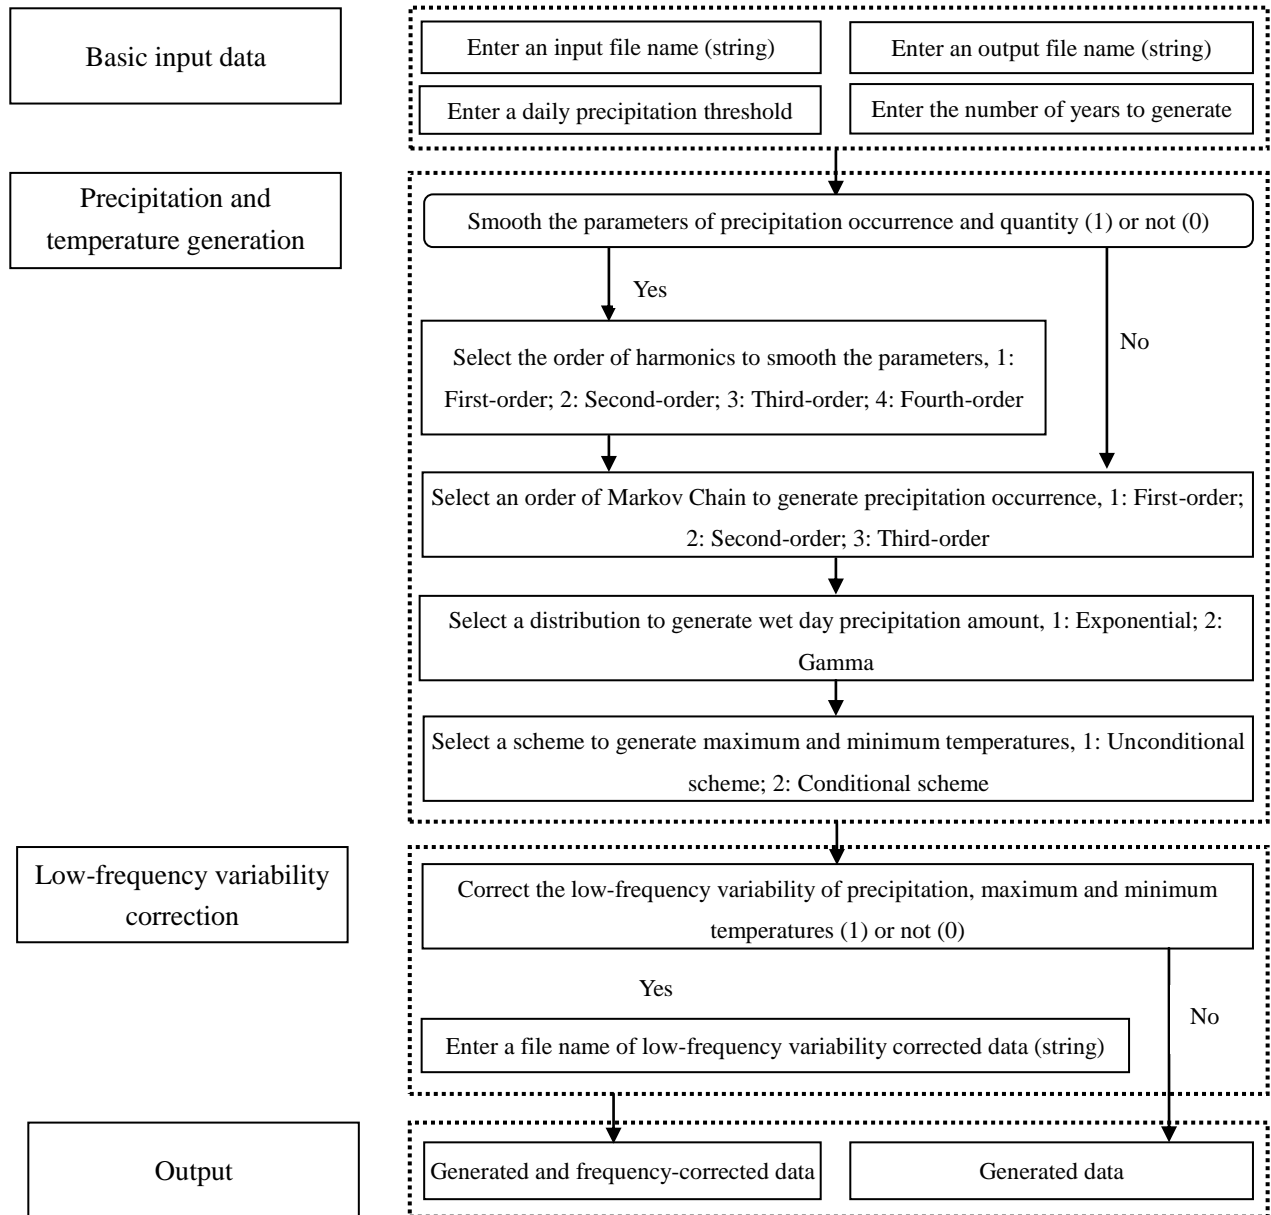 Basic input data
Enter an input file name (string)
Enter an output file name (string)
Enter a daily precipitation threshold
Enter the number of years to generate
Precipitation and
temperature generation
Smooth the parameters of precipitation occurrence and quantity (1) or not (0)
Yes
No
Select the order of harmonics to smooth the parameters, 1:
First-order; 2: Second-order; 3: Third-order; 4: Fourth-order
Select an order of Markov Chain to generate precipitation occurrence, 1: First-order;
2: Second-order; 3: Third-order
Select a distribution to generate wet day precipitation amount, 1: Exponential; 2:
Gamma
Select a scheme to generate maximum and minimum temperatures, 1: Unconditional
scheme; 2: Conditional scheme
Low-frequency variability
correction
Correct the low-frequency variability of precipitation, maximum and minimum
temperatures (1) or not (0)
Yes
No
Enter a file name of low-frequency variability corrected data (string)
Output
Generated and frequency-corrected data
Generated data